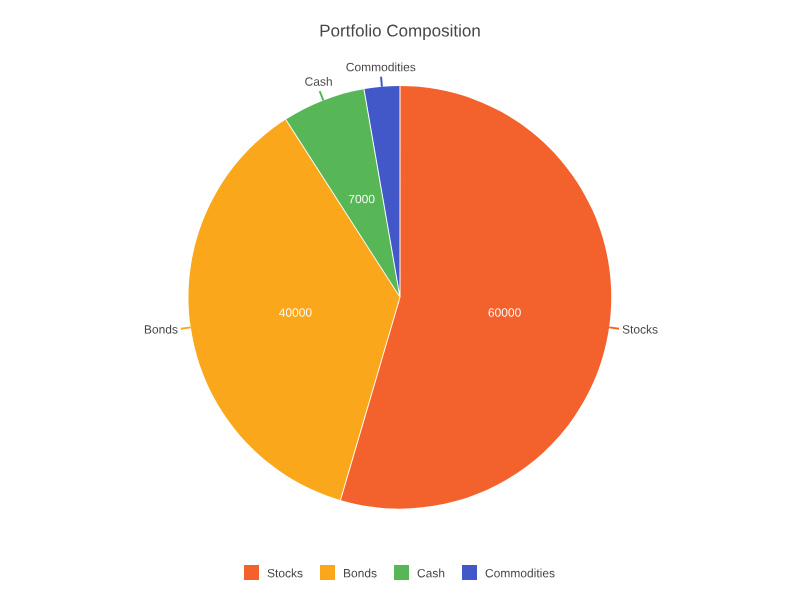 Portfolio Composition
Commodities
Cash
7000
40000
60000
Bonds
Stocks
Stocks Bonds Cash Commodities